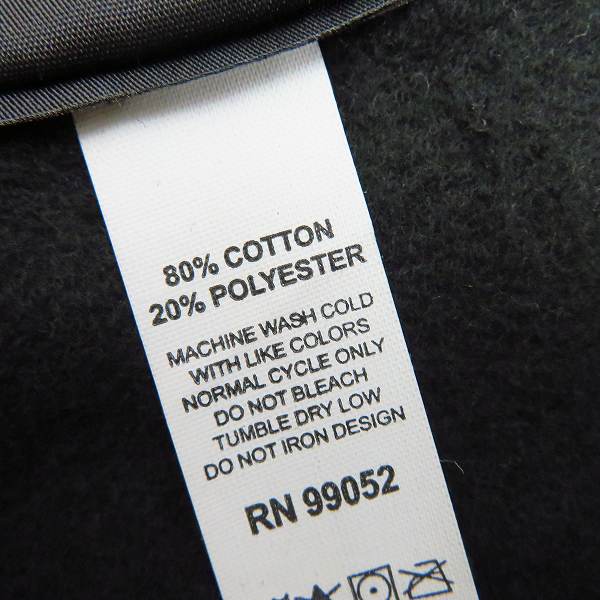 80% COTTON
20% POLYESTER
MACHINE WASH COLD
WITH LIKE COLORS
NORMAL CYCLE ONLY
DO NOT BLEACH
TUMBLE DRY LOW
DO NOT IRON DESIGN
RN 99052